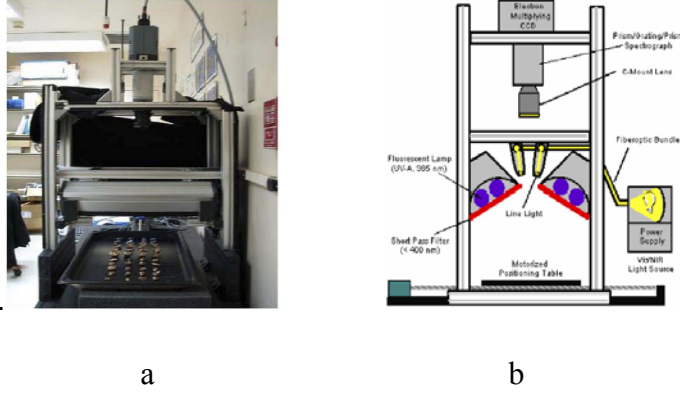 Electron
Multiplying
CCD
Prism/Grating/Prism
Spectrograph
C-Mount Lens
Fiberoptic Bundle
Fluorescent Lamp
(UV-A, 365 nm)
Line Light
Short Pass Filter
(< 400 nm)
Power
Supply
Motorized
Positioning Table
VIS/NIR
Light Source
a
b